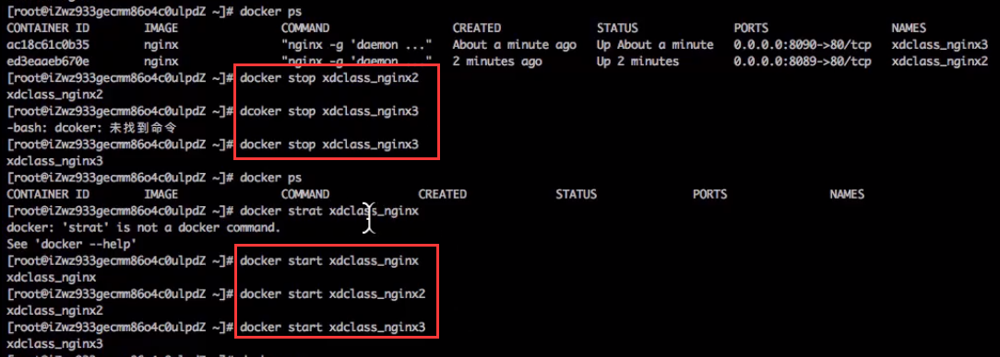 [root@iZwz933gecmm86o4c0ulpdZ ~]# docker ps
CONTAINER ID IMAGE COMMAND CREATED STATUS PORTS NAMES
ac18c61c0b35 nginx "nginx -g 'daemon ..." About a minute ago Up About a minute 0.0.0.0:8090->80/tcp xdclass_nginx3
ed3eaaeb670e nginx "nginx -g 'daemon ..." 2 minutes ago Up 2 minutes 0.0.0.0:8089->80/tcp xdclass_nginx2
[root@iZwz933gecmm86o4c0ulpdZ ~]# docker stop xdclass_nginx2
xdclass_nginx2
[root@iZwz933gecmm86o4c0ulpdZ ~]# dcoker stop xdclass_nginx3
-bash: dcoker: 未找到命令
[root@iZwz933gecmm86o4c0ulpdZ ~]# docker stop xdclass_nginx3
xdclass_nginx3
[root@iZwz933gecmm86o4c0ulpdZ ~]# docker ps
CONTAINER ID IMAGE COMMAND CREATED STATUS PORTS NAMES
[root@iZwz933gecmm86o4c0ulpdZ ~]# docker strat xdclass_nginx
docker: 'strat' is not a docker command.
See 'docker --help'
[root@iZwz933gecmm86o4c0ulpdZ ~]# docker start xdclass_nginx
xdclass_nginx
[root@iZwz933gecmm86o4c0ulpdZ ~]# docker start xdclass_nginx2
xdclass_nginx2
[root@iZwz933gecmm86o4c0ulpdZ ~]# docker start xdclass_nginx3
xdclass_nginx3